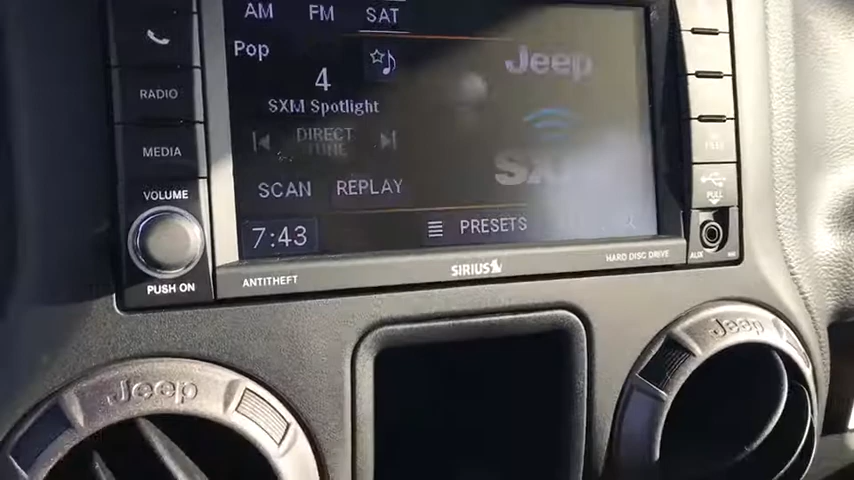 AM FM SAT
Pop
Jeep
4
SXM Spotlight
DIRECT
TUNE
SXM
SCAN REPLAY
7:43 PRESETS
RADIO
MEDIA
VOLUME
PUSH ON
ANTITHEFT
SIRIUS
HARD DISC DRIVE
PULL
AUX
Jeep
Jeep